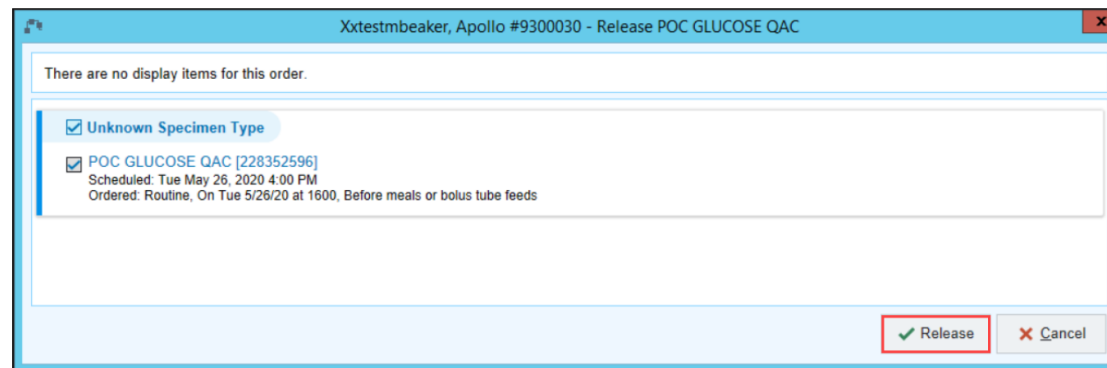 Xxtestmbeaker, Apollo #9300030 - Release POC GLUCOSE QAC
x
There are no display items for this order.
Unknown Specimen Type
POC GLUCOSE QAC [228352596]
Scheduled: Tue May 26, 2020 4:00 PM
Ordered: Routine, On Tue 5/26/20 at 1600, Before meals or bolus tube feeds
Release
Cancel